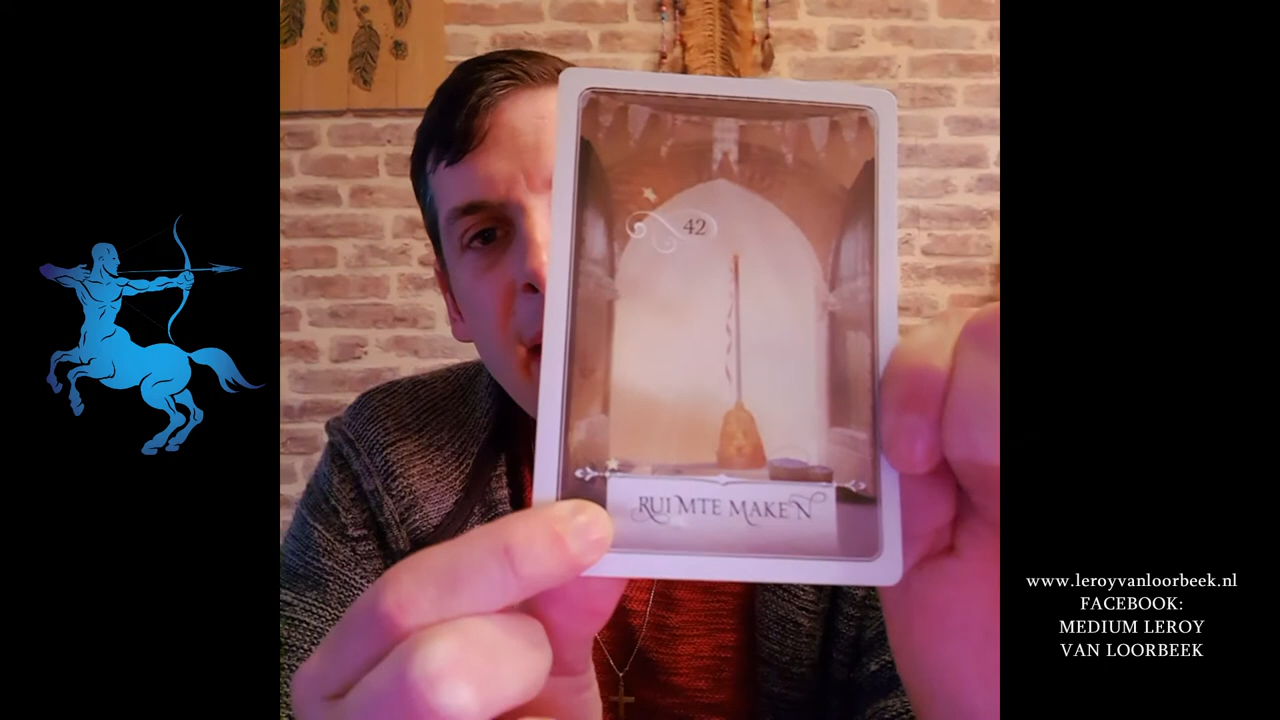 42
RUIMTE MAKEN
www.leroyvanloorbeek.nl
FACEBOOK:
MEDIUM LEROY
VAN LOORBEEK